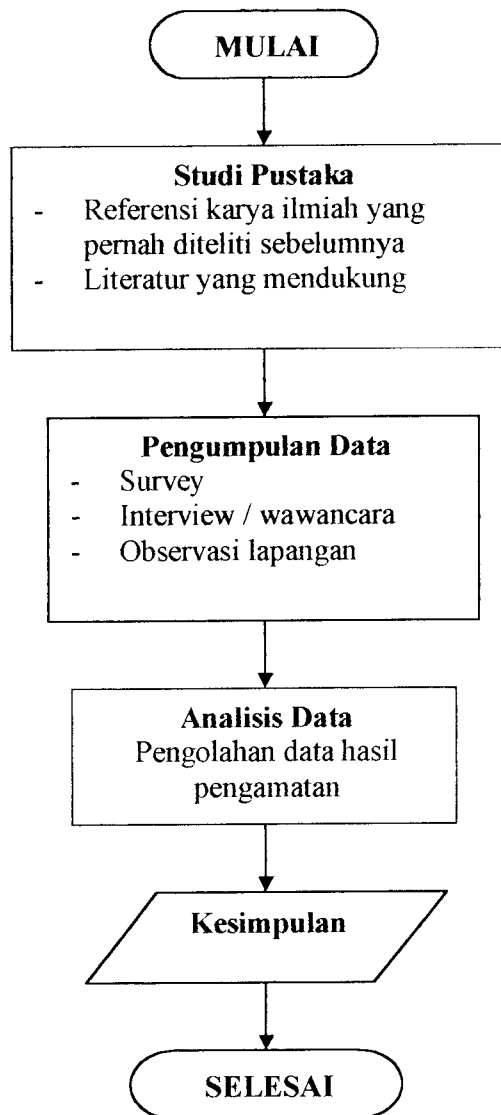 MULAI
Studi Pustaka
- Referensi karya ilmiah yang
pernah diteliti sebelumnya
- Literatur yang mendukung
Pengumpulan Data
- Survey
- Interview / wawancara
- Observasi lapangan
Analisis Data
Pengolahan data hasil
pengamatan
Kesimpulan
SELESAI